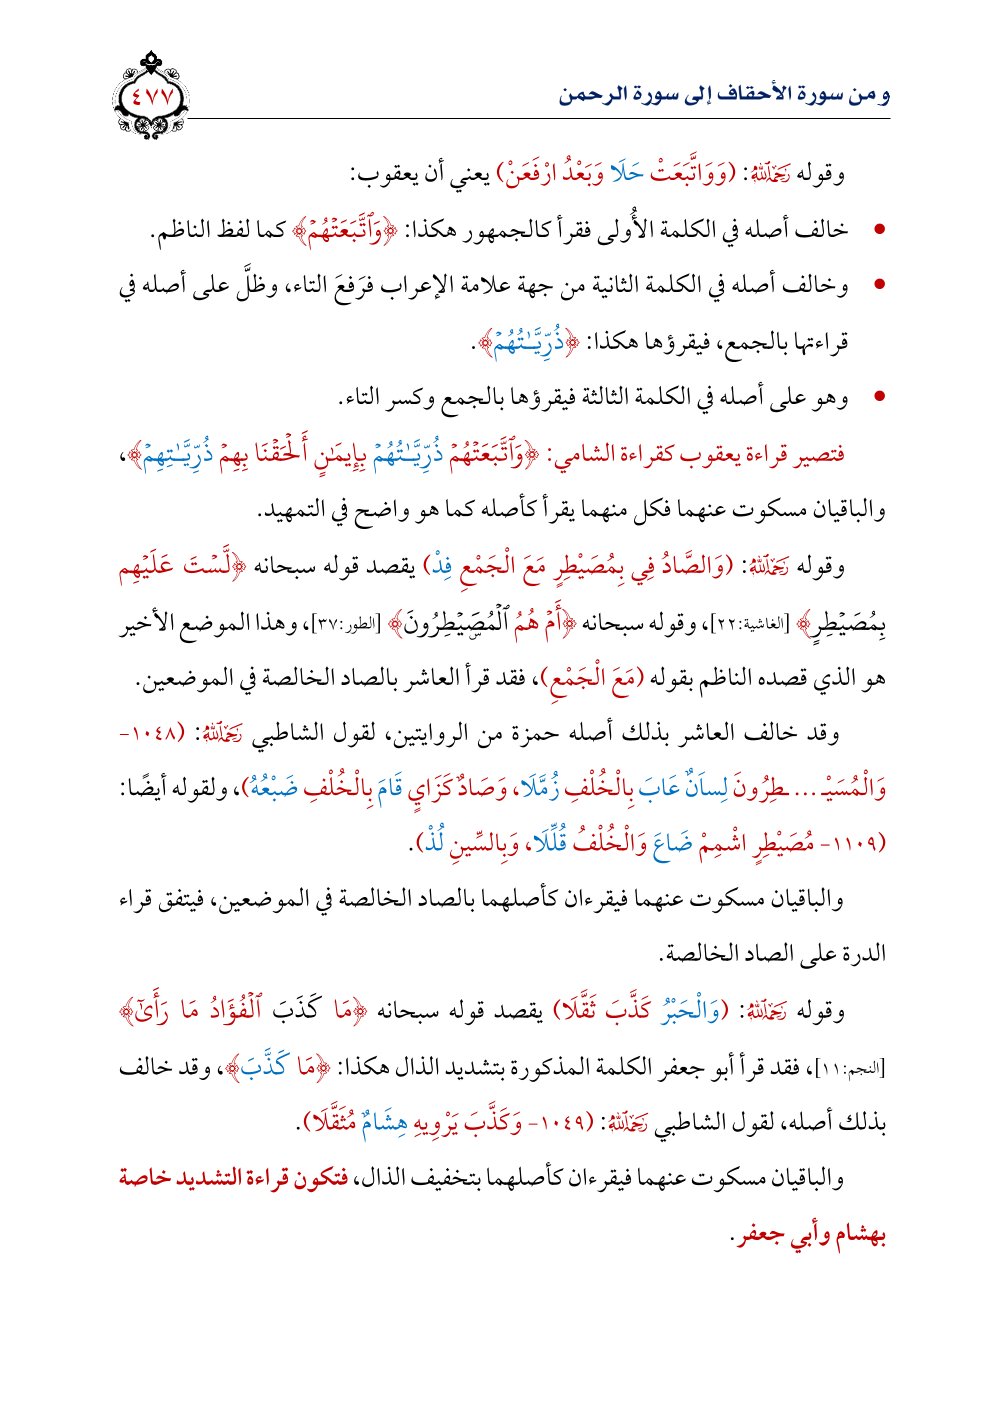 ومن سورة الأحقاف إلى سورة الرحمن
٤٧٧
وقوله رَحِمَهُ ٱللَّهُ: (وَوَاتَّبَعَتْ حَلَا وَبَعْدُ ارْفَعَنْ) يعني أن يعقوب:
• خالف أصله في الكلمة الأُولى فقرأ كالجمهور هكذا: ﴿وَٱتَّبَعَتۡهُمۡ﴾ كما لفظ الناظم.
• وخالف أصله في الكلمة الثانية من جهة علامة الإعراب فرَفعَ التاء، وظلَّ على أصله في
قراءتها بالجمع، فيقرؤها هكذا: ﴿ذُرِّيَّـٰتُهُمۡ﴾.
• وهو على أصله في الكلمة الثالثة فيقرؤها بالجمع وكسر التاء.
فتصير قراءة يعقوب كقراءة الشامي: ﴿وَٱتَّبَعَتۡهُمۡ ذُرِّيَّـٰتُهُمۡ بِإِيمَـٰنٍ أَلۡحَقۡنَا بِهِمۡ ذُرِّيَّـٰتِهِمۡ﴾،
والباقيان مسكوت عنهما فكل منهما يقرأ كأصله كما هو واضح في التمهيد.
وقوله رَحِمَهُ ٱللَّهُ: (وَالصَّادُ فِي بِمُصَيْطِرٍ مَعَ الْجَمْعِ فِدْ) يقصد قوله سبحانه ﴿لَّسۡتَ عَلَيۡهِم
بِمُصَيۡطِرٍ﴾ [الغاشية:٢٢]، وقوله سبحانه ﴿أَمۡ هُمُ ٱلۡمُصَۜيۡطِرُونَ﴾ [الطور:٣٧]، وهذا الموضع الأخير
هو الذي قصده الناظم بقوله (مَعَ الْجَمْعِ)، فقد قرأ العاشر بالصاد الخالصة في الموضعين.
وقد خالف العاشر بذلك أصله حمزة من الروايتين، لقول الشاطبي رَحِمَهُ ٱللَّهُ: (١٠٤٨-
وَالْمُسَيْـ ... ـطِرُونَ لِسَانٌ عَابَ بِالْخُلْفِ زُمَّلَا، وَصَادٌ كَزَايٍ قَامَ بِالْخُلْفِ ضَبْعُهُ)، ولقوله أيضًا:
(١١٠٩- مُصَيْطِرٍ اشْمِمْ ضَاعَ وَالْخُلْفُ قُلِّلَا، وَبِالسِّينِ لُذْ).
والباقيان مسكوت عنهما فيقرءان كأصلهما بالصاد الخالصة في الموضعين، فيتفق قراء
الدرة على الصاد الخالصة.
وقوله رَحِمَهُ ٱللَّهُ: (وَالْحَبْرُ كَذَّبَ ثَقَّلَا) يقصد قوله سبحانه ﴿مَا كَذَبَ ٱلۡفُؤَادُ مَا رَأَىٰٓ﴾
[النجم:١١]، فقد قرأ أبو جعفر الكلمة المذكورة بتشديد الذال هكذا: ﴿مَا كَذَّبَ﴾، وقد خالف
بذلك أصله، لقول الشاطبي رَحِمَهُ ٱللَّهُ: (١٠٤٩- وَكَذَّبَ يَرْوِيهِ هِشَامٌ مُثَقَّلَا).
والباقيان مسكوت عنهما فيقرءان كأصلهما بتخفيف الذال، فتكون قراءة التشديد خاصة
بهشام وأبي جعفر.